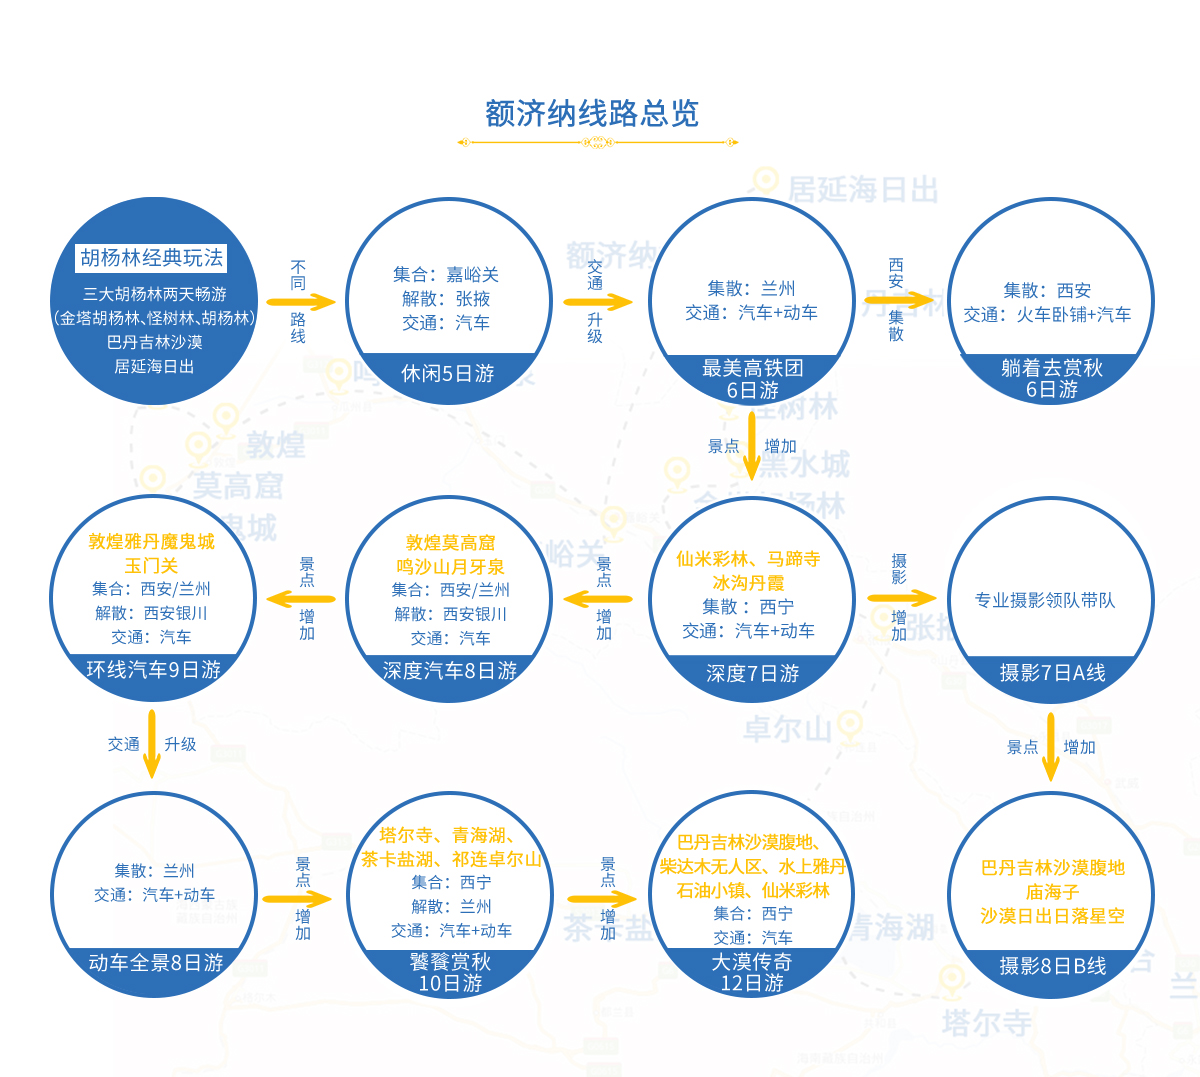 额济纳线路总览
胡杨林经典玩法
三大胡杨林两天畅游
(金塔胡杨林、怪树林、胡杨林)
巴丹吉林沙漠
居延海日出
不同
路线
集合：嘉峪关
解散：张掖
交通：汽车
休闲5日游
交通
升级
集散：兰州
交通：汽车+动车
最美高铁团
6日游
西安
集散
集散：西安
交通：火车卧铺+汽车
躺着去赏秋
6日游
居延海日出
额济纳
丹吉林
怪树林
黑水城
敦煌
莫高窟
鬼城
峪关
景点 增加
敦煌雅丹魔鬼城
玉门关
集合：西安/兰州
解散：西安银川
交通：汽车
环线汽车9日游
景点
增加
敦煌莫高窟
鸣沙山月牙泉
集合：西安/兰州
解散：西安银川
交通：汽车
深度汽车8日游
景点
增加
仙米彩林、马蹄寺
冰沟丹霞
集散：西宁
交通：汽车+动车
深度7日游
摄影
增加
专业摄影领队带队
摄影7日A线
张掖
卓尔山
交通 升级
景点 增加
集散：兰州
交通：汽车+动车
动车全景8日游
景点
增加
塔尔寺、青海湖、
茶卡盐湖、祁连卓尔山
集合：西宁
解散：兰州
交通：汽车+动车
饕餮赏秋
10日游
景点
增加
巴丹吉林沙漠腹地、
柴达木无人区、水上雅丹
石油小镇、仙米彩林
集合：西宁
交通：汽车
大漠传奇
12日游
巴丹吉林沙漠腹地
庙海子
沙漠日出日落星空
摄影8日B线
茶卡盐
青海湖
塔尔寺
兰